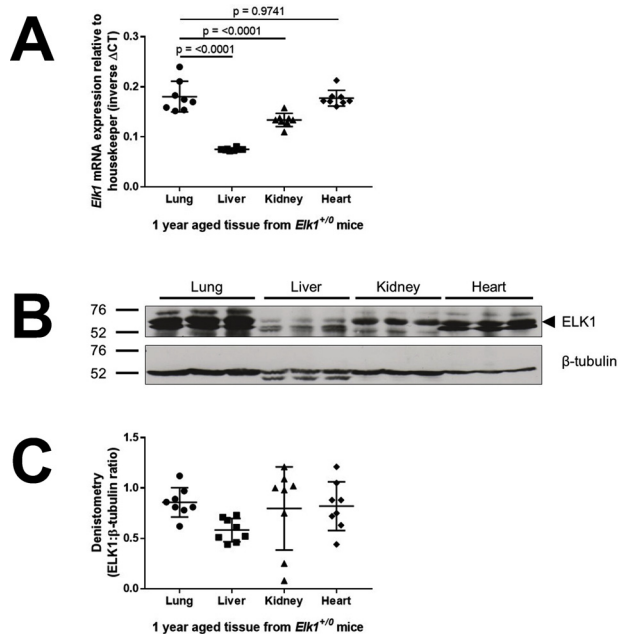 A
p = 0.9741
p = <0.0001
p = <0.0001
Elk1 mRNA expression relative to
housekeeper (inverse ΔCT)
0.3
0.2
0.1
0.0
Lung Liver Kidney Heart
1 year aged tissue from Elk1+/0 mice
B
Lung Liver Kidney Heart
76
52
ELK1
76
52
β-tubulin
C
Denistometry
(ELK1:β-tubulin ratio)
1.5
1.0
0.5
0.0
Lung Liver Kidney Heart
1 year aged tissue from Elk1+/0 mice